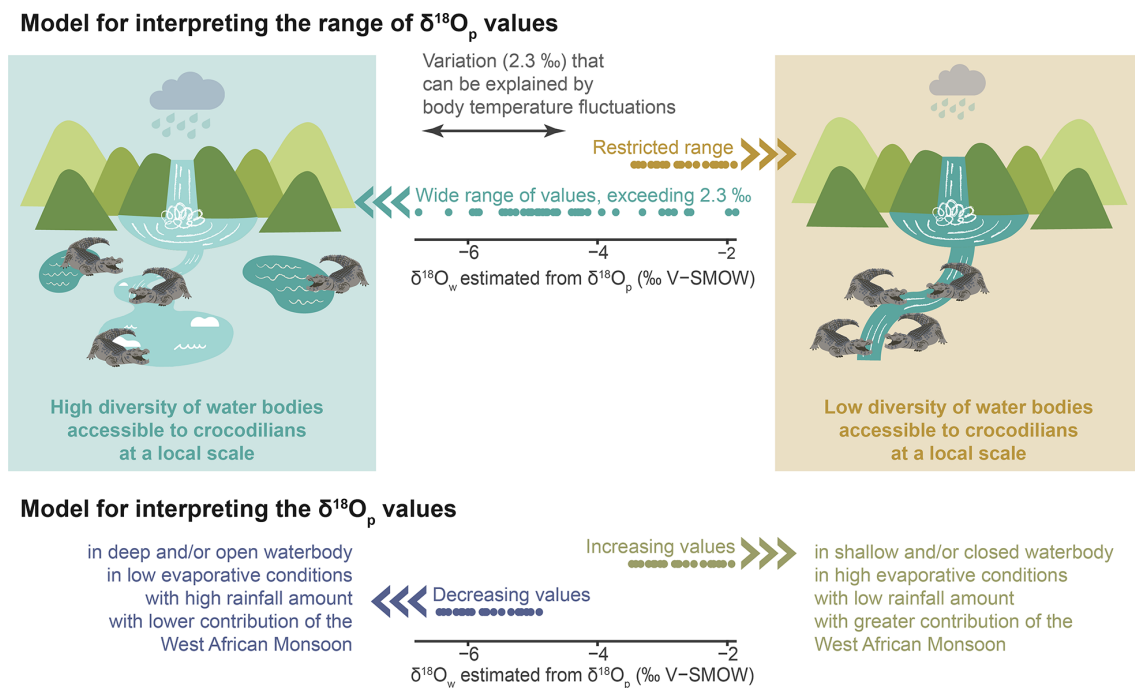 Model for interpreting the range of δ¹⁸Oₚ values
Variation (2.3 ‰) that
can be explained by
body temperature fluctuations
Restricted range
Wide range of values, exceeding 2.3 ‰
−6 −4 −2
δ¹⁸O_w estimated from δ¹⁸Oₚ (‰ V−SMOW)
High diversity of water bodies
accessible to crocodilians
at a local scale
Low diversity of water bodies
accessible to crocodilians
at a local scale
Model for interpreting the δ¹⁸Oₚ values
in deep and/or open waterbody
in low evaporative conditions
with high rainfall amount
with lower contribution of the
West African Monsoon
Increasing values
Decreasing values
−6 −4 −2
δ¹⁸O_w estimated from δ¹⁸Oₚ (‰ V−SMOW)
in shallow and/or closed waterbody
in high evaporative conditions
with low rainfall amount
with greater contribution of the
West African Monsoon